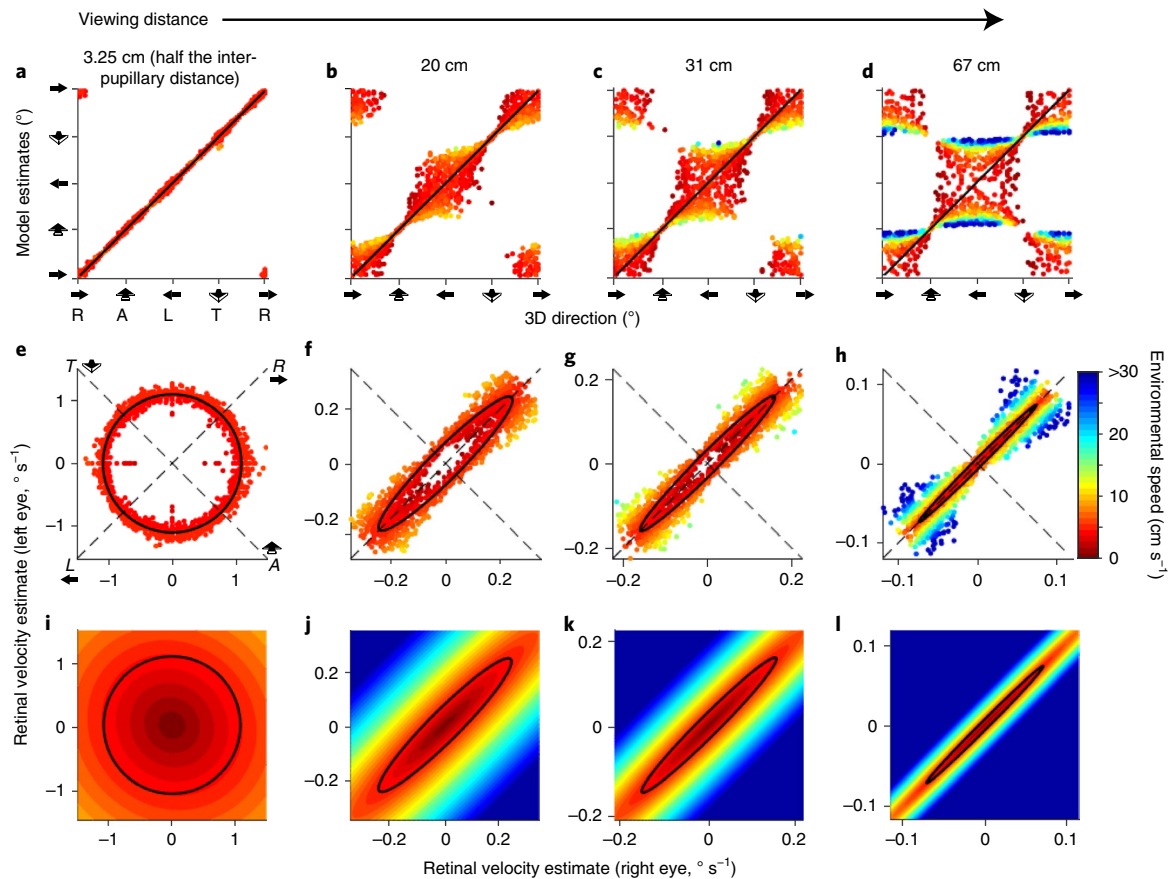 Viewing distance
a
3.25 cm (half the inter-
pupillary distance)
b
20 cm
c
31 cm
d
67 cm
Model estimates (°)
R A L T R
3D direction (°)
e
T
R
1
0
−1
L
A
−1 0 1
f
0.2
0
−0.2
−0.2 0 0.2
g
0.2
0
−0.2
−0.2 0 0.2
h
0.1
0
−0.1
−0.1 0 0.1
>30
20
10
0
Environmental speed (cm s⁻¹)
Retinal velocity estimate (left eye, ° s⁻¹)
i
1
0
−1
−1 0 1
j
0.2
0
−0.2
−0.2 0 0.2
k
0.2
0
−0.2
−0.2 0 0.2
l
0.1
0
−0.1
−0.1 0 0.1
Retinal velocity estimate (right eye, ° s⁻¹)